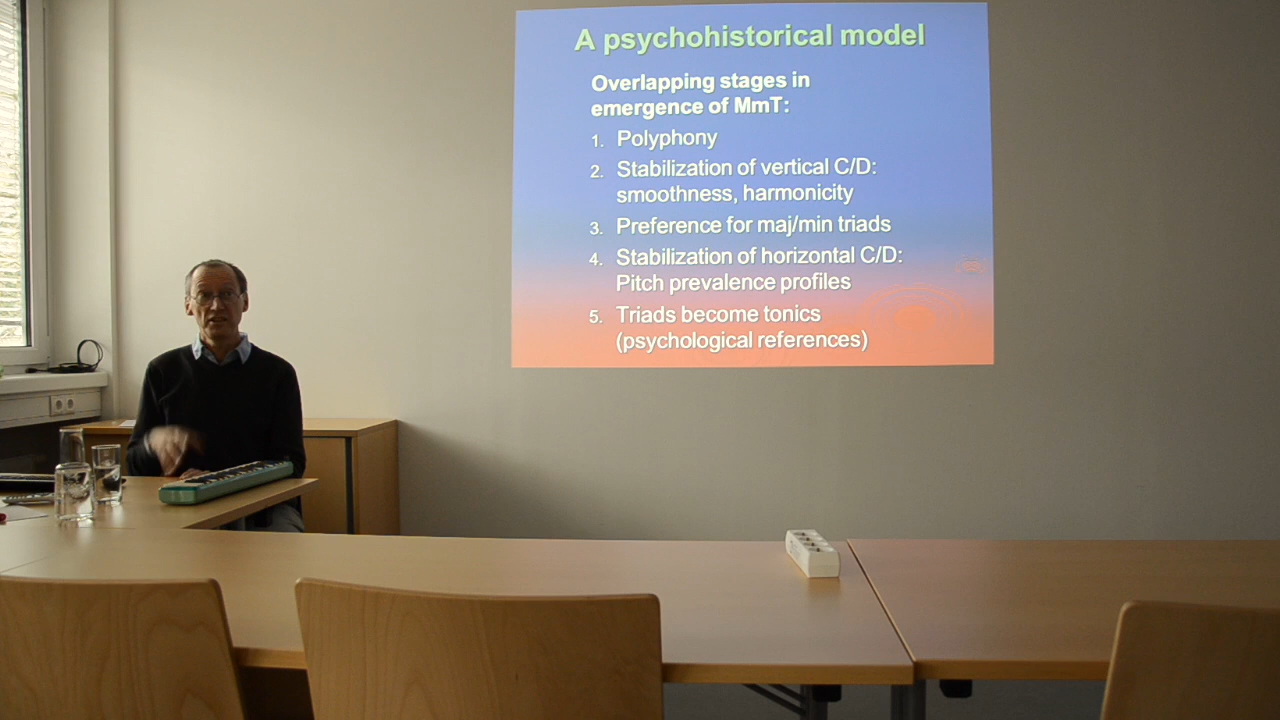 A psychohistorical model
Overlapping stages in
emergence of MmT:
1. Polyphony
2. Stabilization of vertical C/D:
smoothness, harmonicity
3. Preference for maj/min triads
4. Stabilization of horizontal C/D:
Pitch prevalence profiles
5. Triads become tonics
(psychological references)